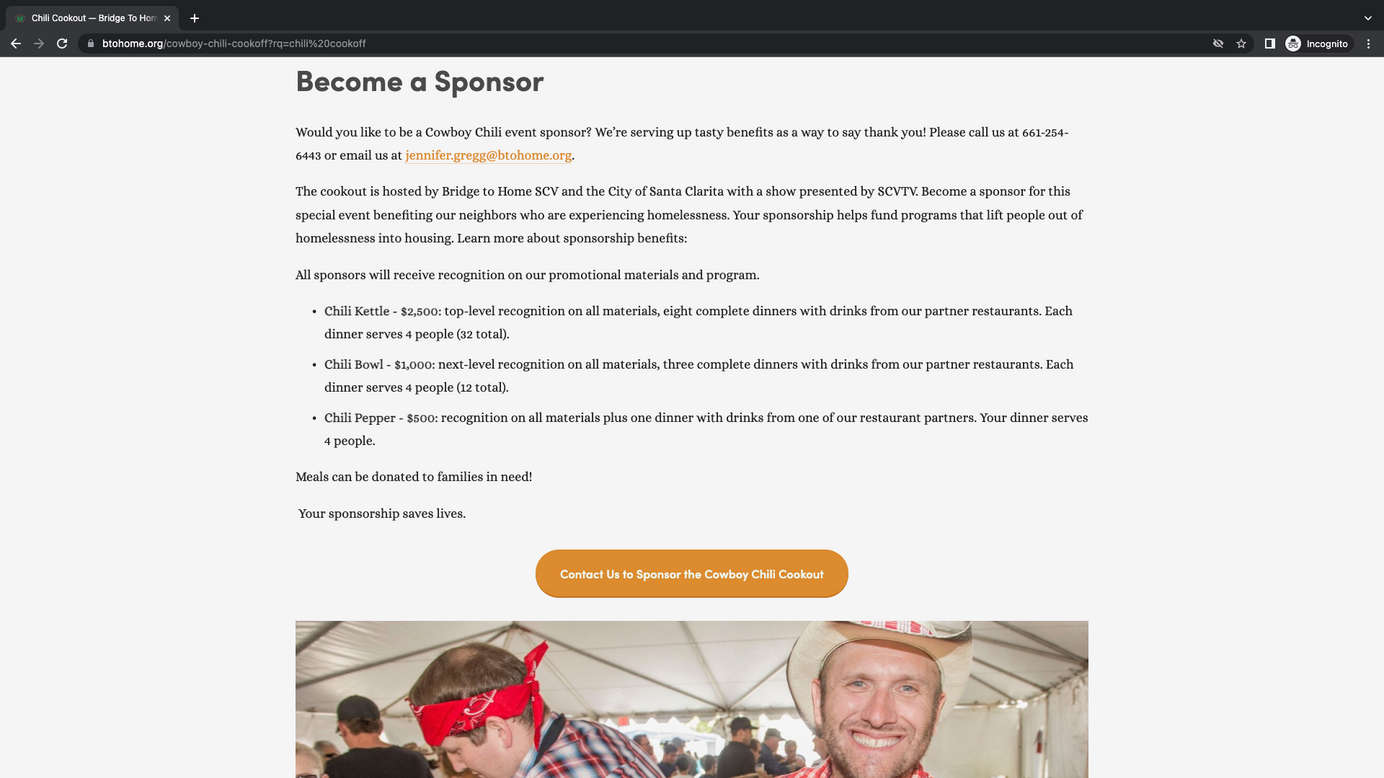 Chili Cookout — Bridge To Hom
btohome.org/cowboy-chili-cookoff?rq=chili%20cookoff
Incognito
Become a Sponsor
Would you like to be a Cowboy Chili event sponsor? We’re serving up tasty benefits as a way to say thank you! Please call us at 661-254-
6443 or email us at jennifer.gregg@btohome.org.
The cookout is hosted by Bridge to Home SCV and the City of Santa Clarita with a show presented by SCVTV. Become a sponsor for this
special event benefiting our neighbors who are experiencing homelessness. Your sponsorship helps fund programs that lift people out of
homelessness into housing. Learn more about sponsorship benefits:
All sponsors will receive recognition on our promotional materials and program.
• Chili Kettle - $2,500: top-level recognition on all materials, eight complete dinners with drinks from our partner restaurants. Each
dinner serves 4 people (32 total).
• Chili Bowl - $1,000: next-level recognition on all materials, three complete dinners with drinks from our partner restaurants. Each
dinner serves 4 people (12 total).
• Chili Pepper - $500: recognition on all materials plus one dinner with drinks from one of our restaurant partners. Your dinner serves
4 people.
Meals can be donated to families in need!
Your sponsorship saves lives.
Contact Us to Sponsor the Cowboy Chili Cookout